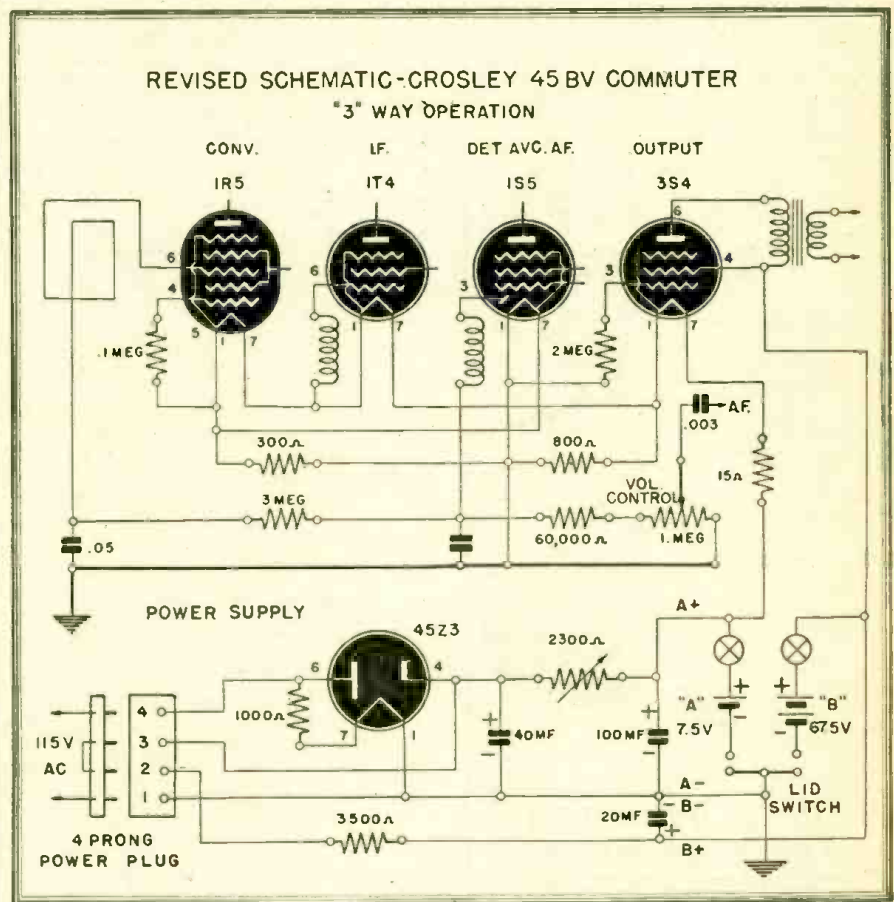 REVISED SCHEMATIC-CROSLEY 45 BV COMMUTER
"3" WAY OPERATION
CONV.
I.F.
DET AVC. AF.
OUTPUT
1R5
1T4
1S5
3S4
6
6
4
6
3
3
4
5
1
7
1
7
1
7
1
7
.1 MEG
2 MEG
.003
A.F.
300Ω
800Ω
15Ω
VOL.
CONTROL
3 MEG
60,000Ω
1. MEG
.05
POWER SUPPLY
A+
45Z3
2300Ω
6
4
1000Ω
7
1
+
40MF
-
+
100MF
-
"A"
7.5V
+
-
"B"
67.5V
+
-
4
3
2
1
115V
AC
3500Ω
A-
B-
-
20MF
+
B+
LID
SWITCH
4 PRONG
POWER PLUG